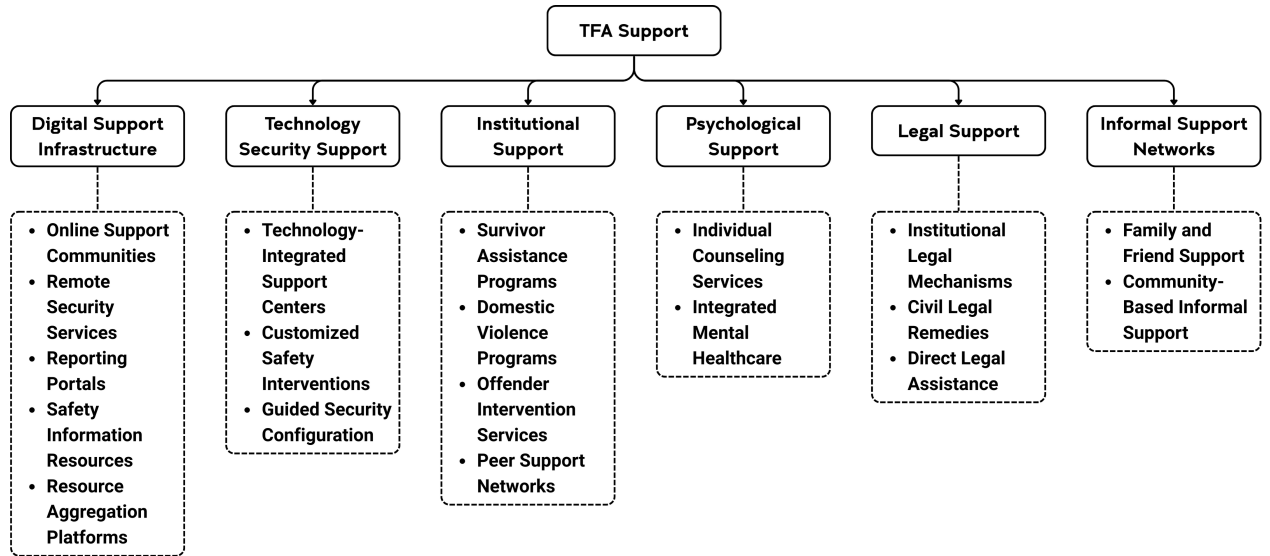 TFA Support
Digital Support
Infrastructure
Technology
Security Support
Institutional
Support
Psychological
Support
Legal Support
Informal Support
Networks
• Online Support
Communities
• Remote
Security
Services
• Reporting
Portals
• Safety
Information
Resources
• Resource
Aggregation
Platforms
• Technology-
Integrated
Support
Centers
• Customized
Safety
Interventions
• Guided Security
Configuration
• Survivor
Assistance
Programs
• Domestic
Violence
Programs
• Offender
Intervention
Services
• Peer Support
Networks
• Individual
Counseling
Services
• Integrated
Mental
Healthcare
• Institutional
Legal
Mechanisms
• Civil Legal
Remedies
• Direct Legal
Assistance
• Family and
Friend Support
• Community-
Based Informal
Support